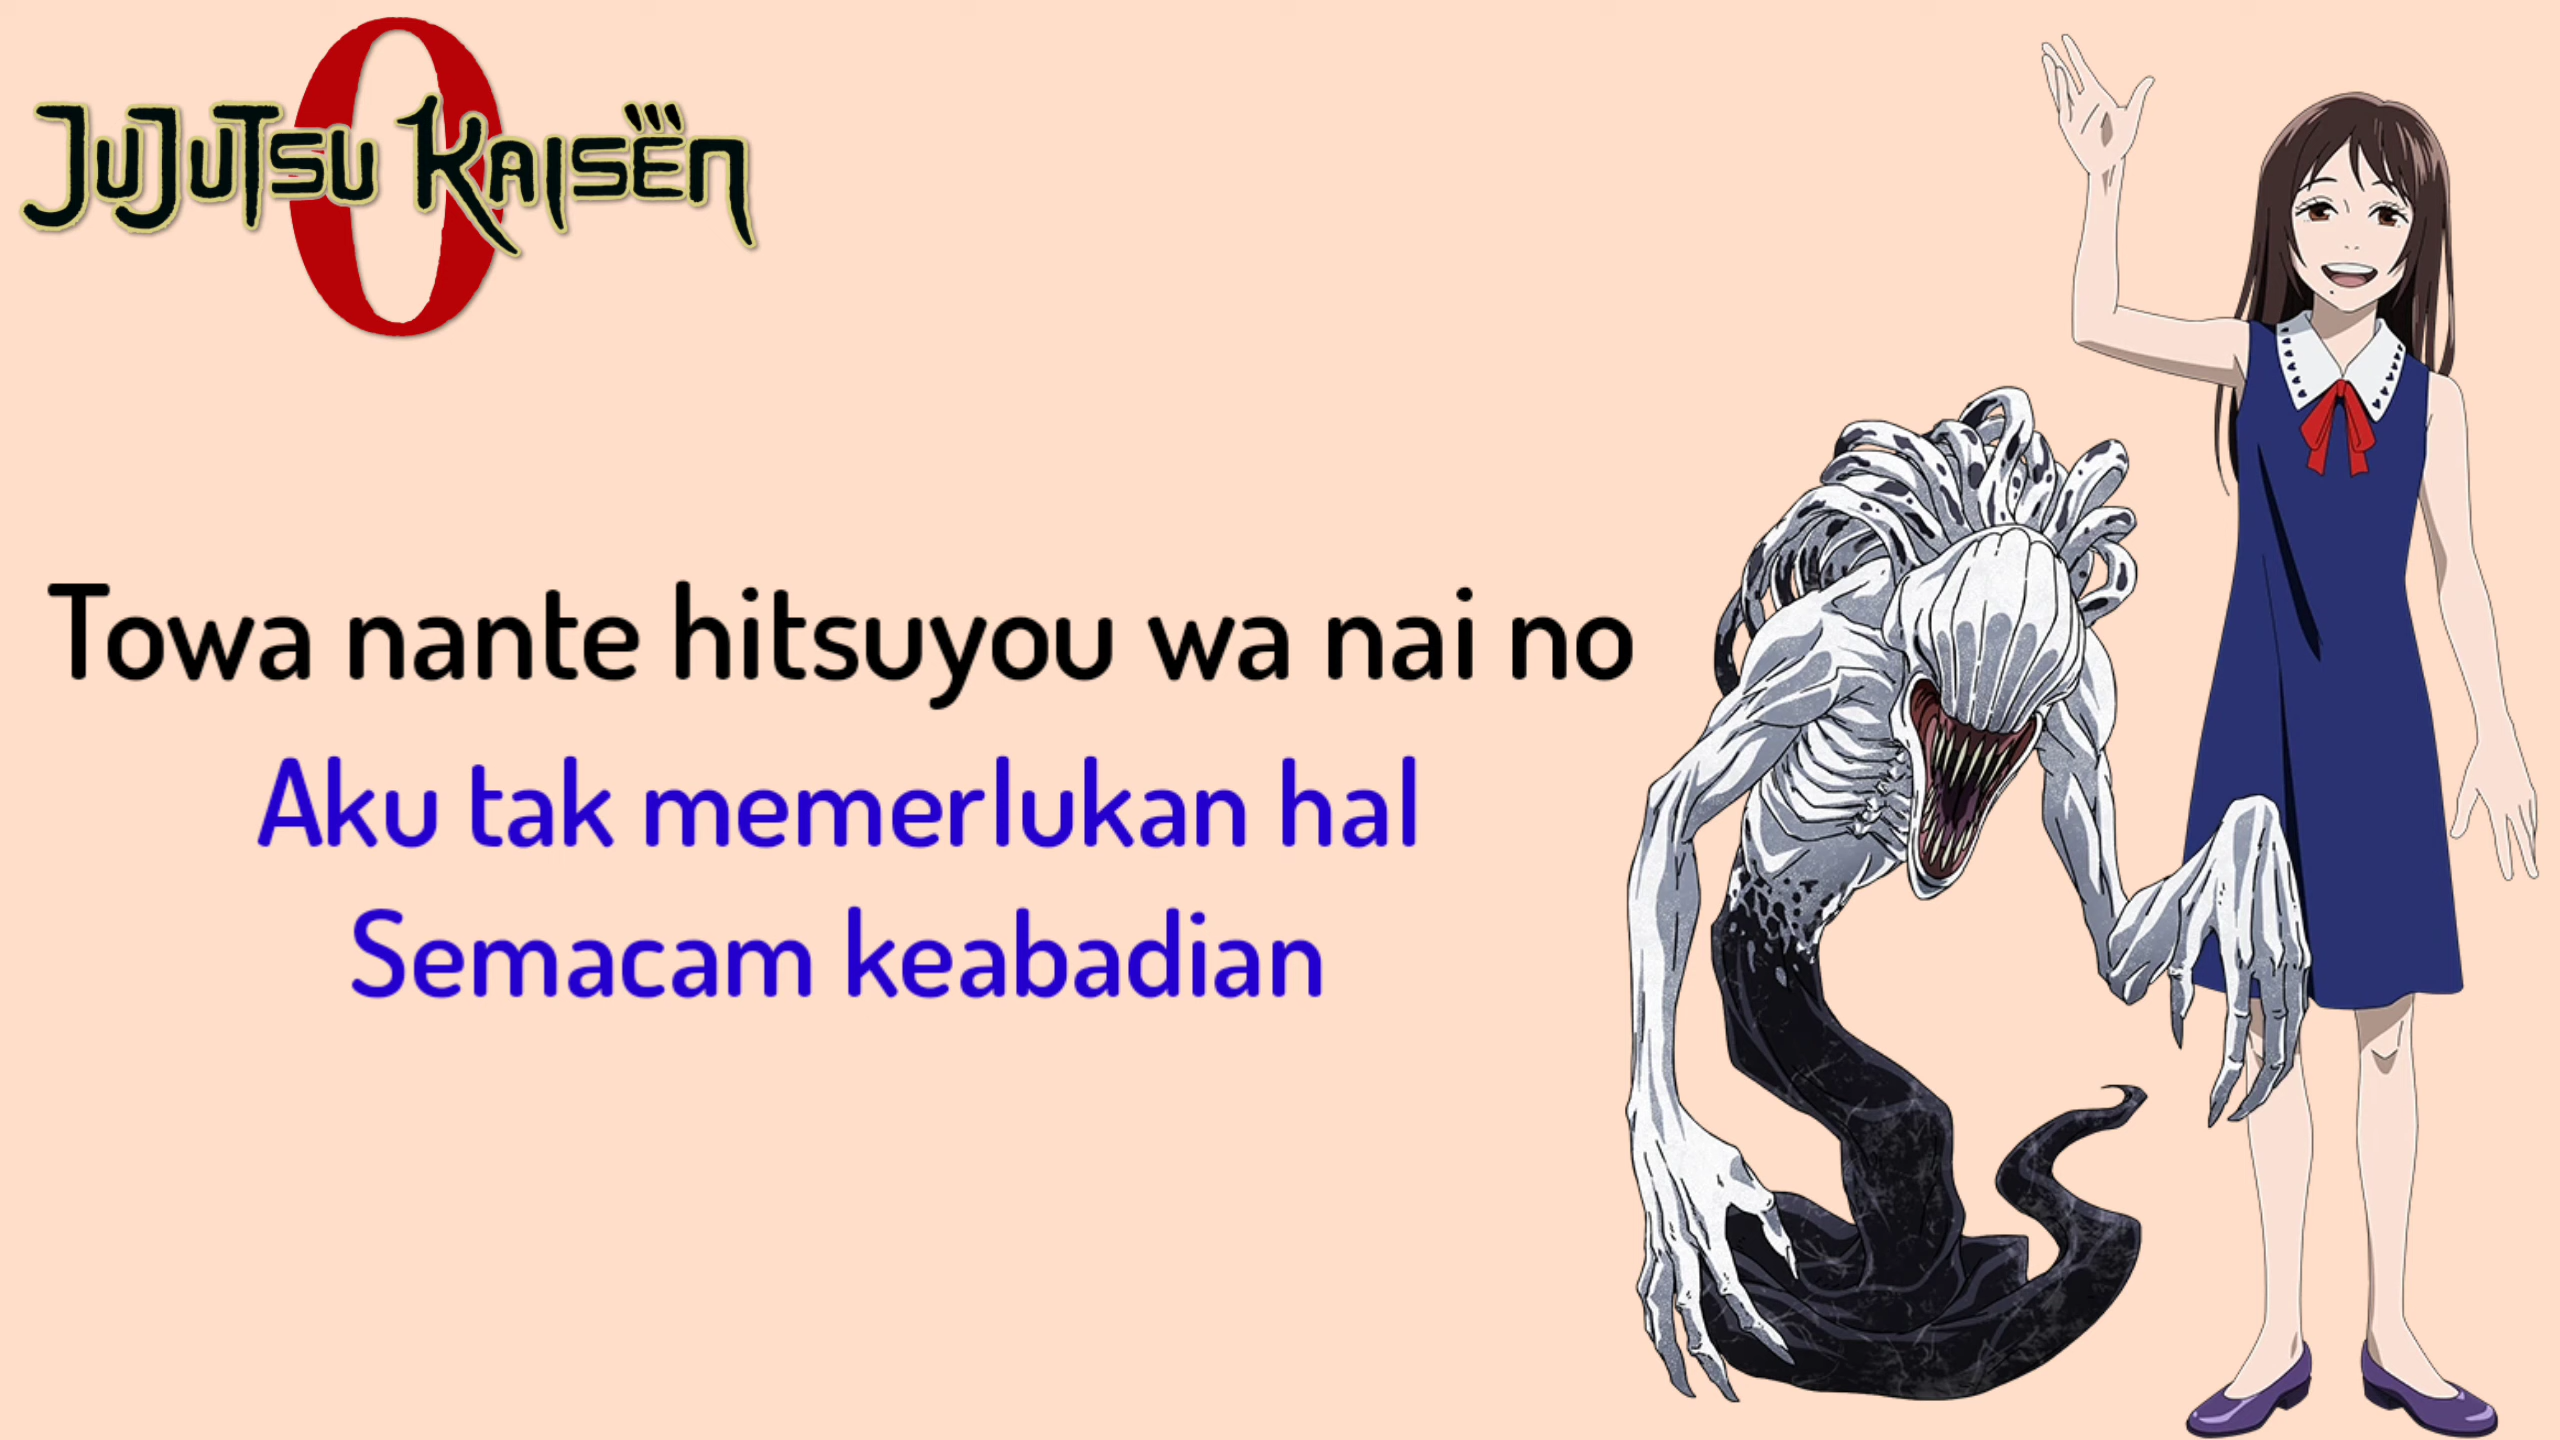 JUJUTSU KAISEN
0
Towa nante hitsuyou wa nai no
Aku tak memerlukan hal
Semacam keabadian